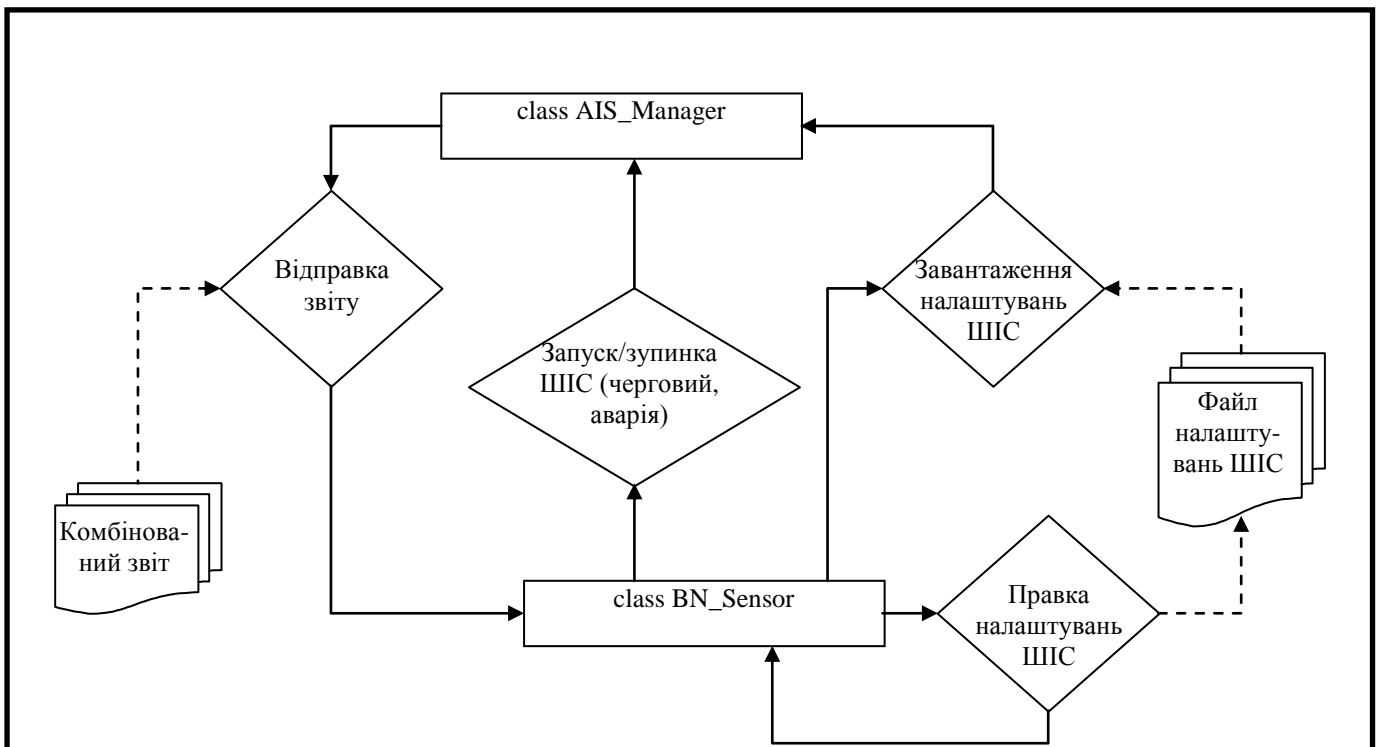 class AIS_Manager
Відправка
звіту
Завантаження
налаштувань
ШІС
Запуск/зупинка
ШІС (черговий,
аварія)
Файл
налашту-
вань ШІС
Комбінова-
ний звіт
class BN_Sensor
Правка
налаштувань
ШІС